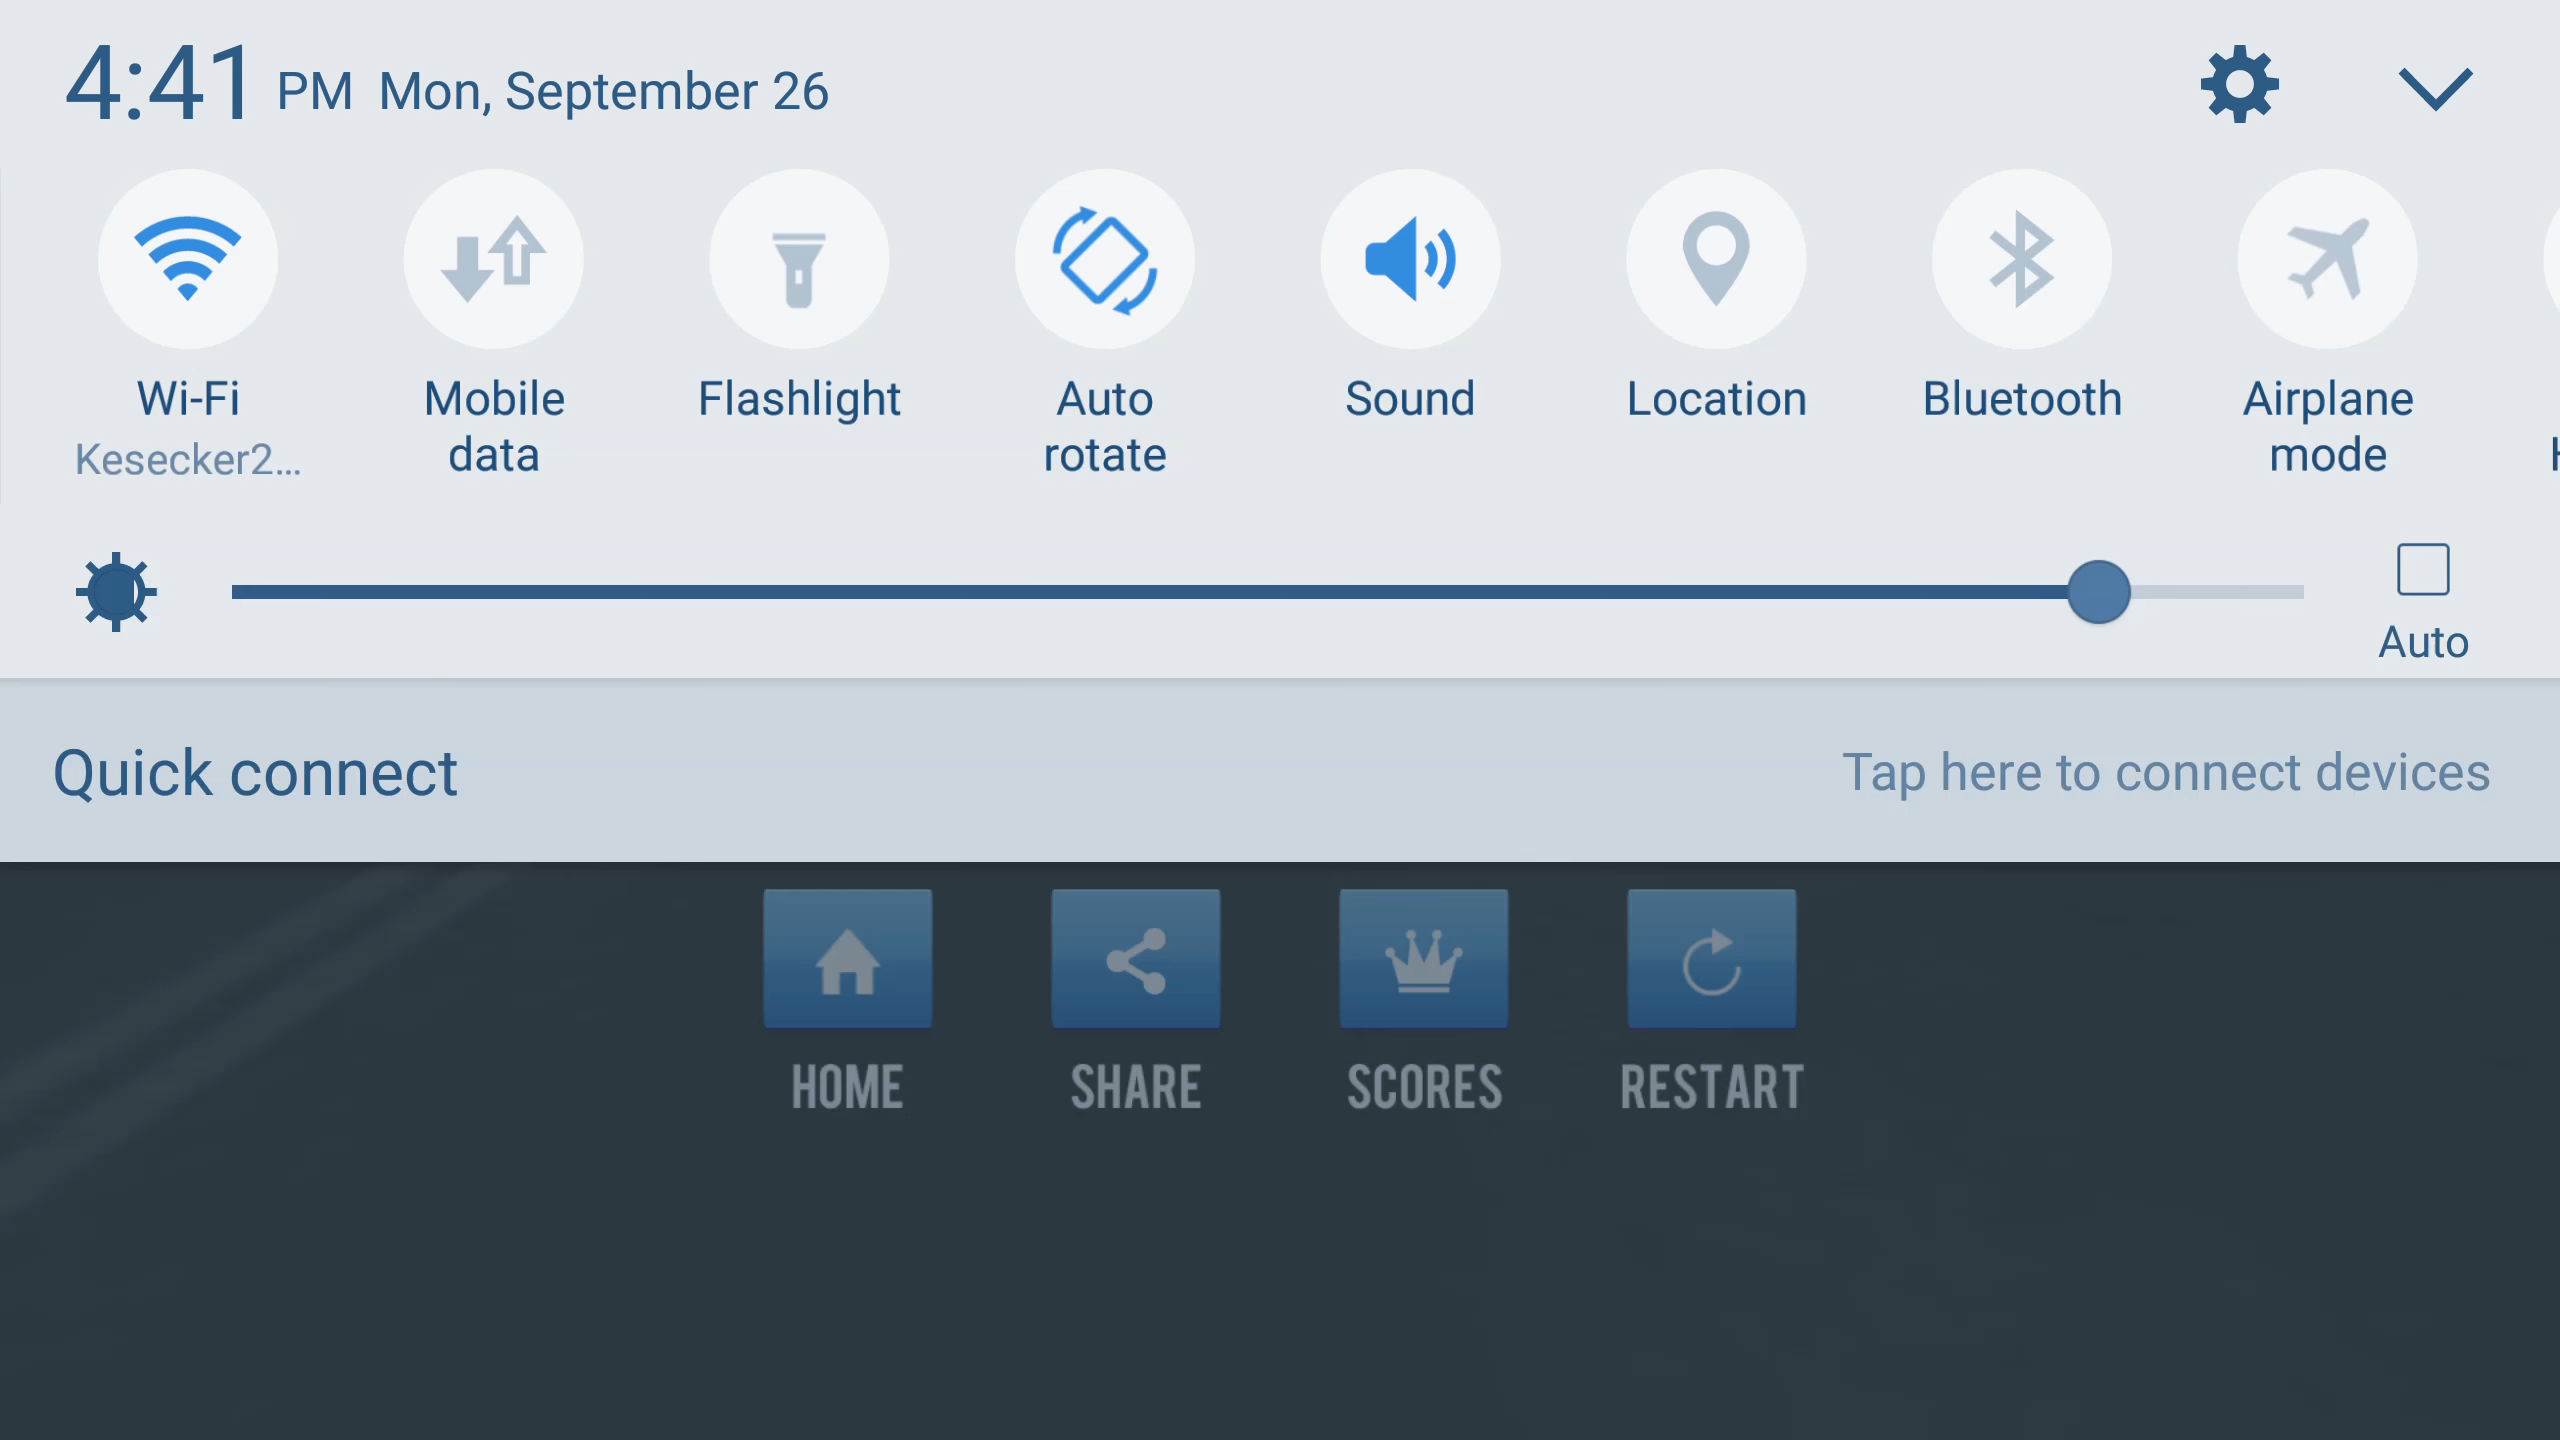 4:41 PM Mon, September 26
Wi-Fi
Kesecker2...
Mobile
data
Flashlight
Auto
rotate
Sound
Location
Bluetooth
Airplane
mode
Auto
Quick connect
Tap here to connect devices
HOME
SHARE
SCORES
RESTART